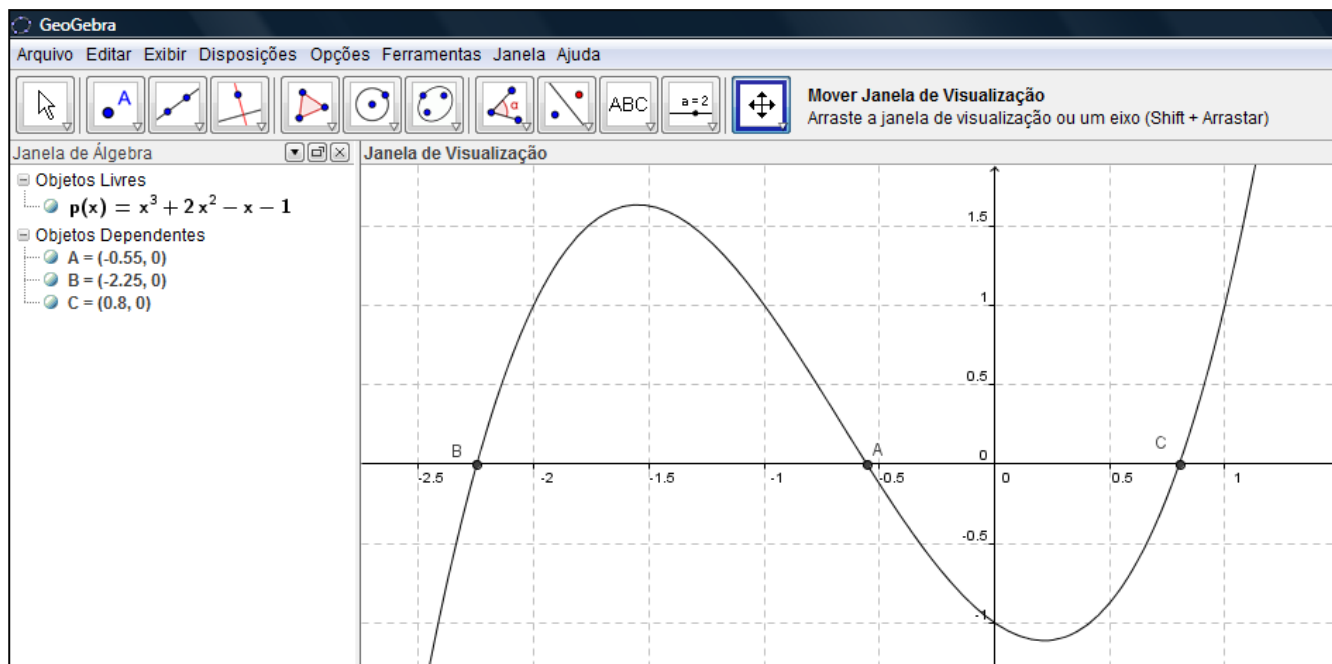 GeoGebra
Arquivo Editar Exibir Disposições Opções Ferramentas Janela Ajuda
A
α
ABC
a = 2
Mover Janela de Visualização
Arraste a janela de visualização ou um eixo (Shift + Arrastar)
Janela de Álgebra
Janela de Visualização
Objetos Livres
p(x) = x³ + 2 x² − x − 1
Objetos Dependentes
A = (-0.55, 0)
B = (-2.25, 0)
C = (0.8, 0)
1.5
1
0.5
B
A
C
0
-2.5 -2 -1.5 -1 -0.5 0 0.5 1
-0.5
-1